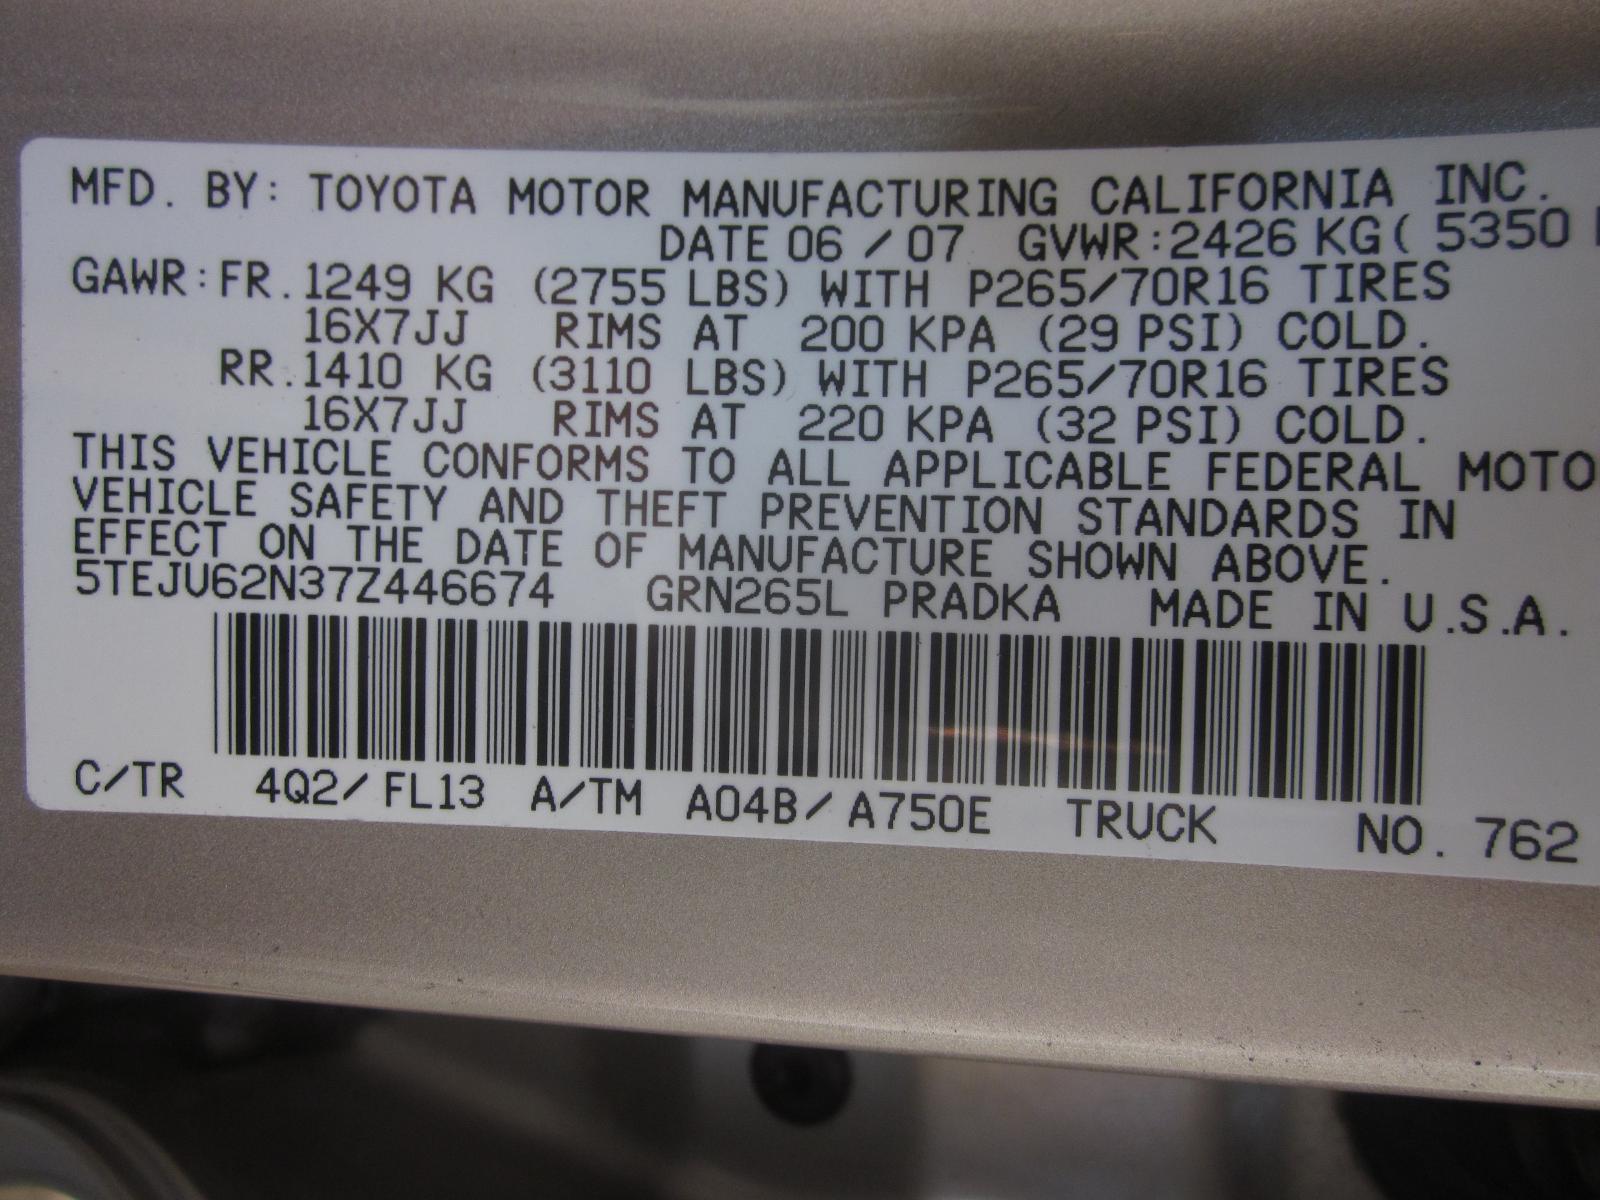 MFD. BY: TOYOTA MOTOR MANUFACTURING CALIFORNIA INC.
DATE 06 / 07 GVWR:2426 KG( 5350
GAWR:FR.1249 KG (2755 LBS) WITH P265/70R16 TIRES
16X7JJ RIMS AT 200 KPA (29 PSI) COLD.
RR.1410 KG (3110 LBS) WITH P265/70R16 TIRES
16X7JJ RIMS AT 220 KPA (32 PSI) COLD.
THIS VEHICLE CONFORMS TO ALL APPLICABLE FEDERAL MOTO
VEHICLE SAFETY AND THEFT PREVENTION STANDARDS IN
EFFECT ON THE DATE OF MANUFACTURE SHOWN ABOVE.
5TEJU62N37Z446674 GRN265L PRADKA MADE IN U.S.A.
C/TR 4Q2/FL13 A/TM A04B/A750E TRUCK NO. 762